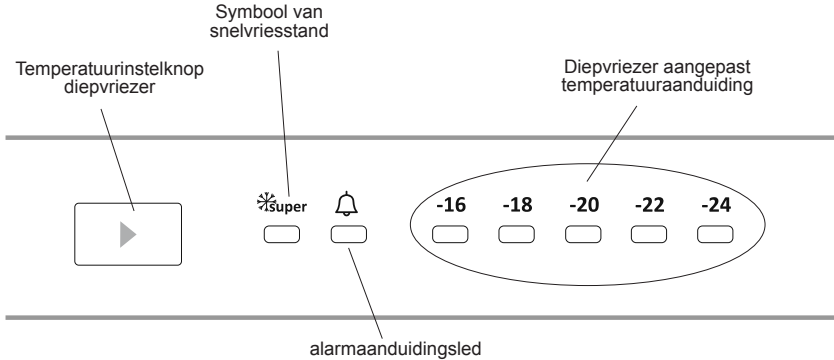 Symbool van
snelvriesstand
Temperatuurinstelknop
diepvriezer
Diepvriezer aangepast
temperatuuraanduiding
super
-16 -18 -20 -22 -24
alarmaanduidingsled